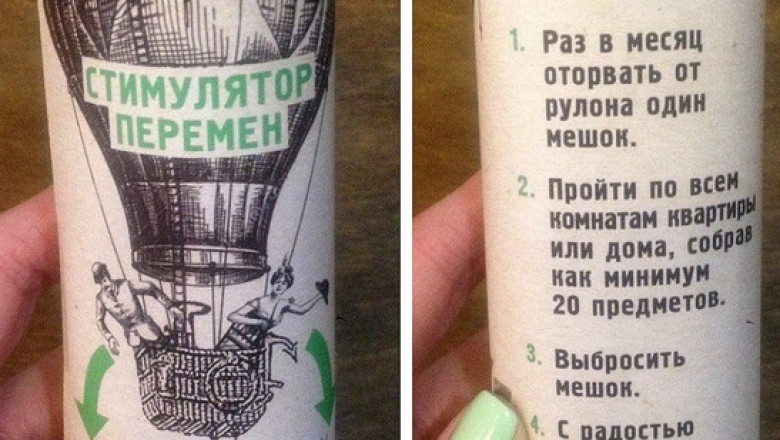 СТИМУЛЯТОР
ПЕРЕМЕН
1. Раз в месяц
оторвать от
рулона один
мешок.
2. Пройти по всем
комнатам квартиры
или дома, собрав
как минимум
20 предметов.
3. Выбросить
мешок.
4. С радостью